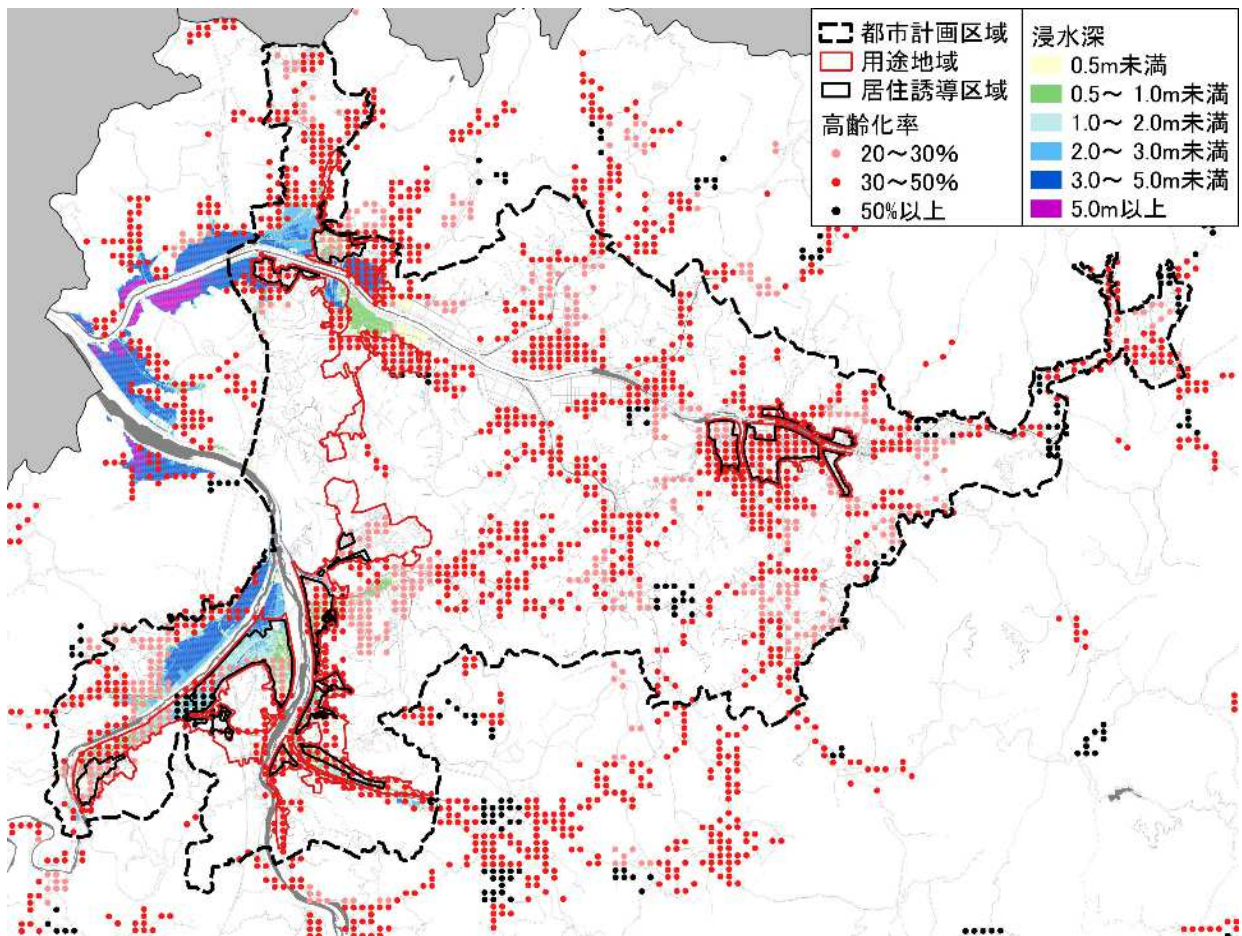 都市計画区域
用途地域
居住誘導区域
高齢化率
20～30%
30～50%
50%以上
浸水深
0.5m未満
0.5～ 1.0m未満
1.0～ 2.0m未満
2.0～ 3.0m未満
3.0～ 5.0m未満
5.0m以上